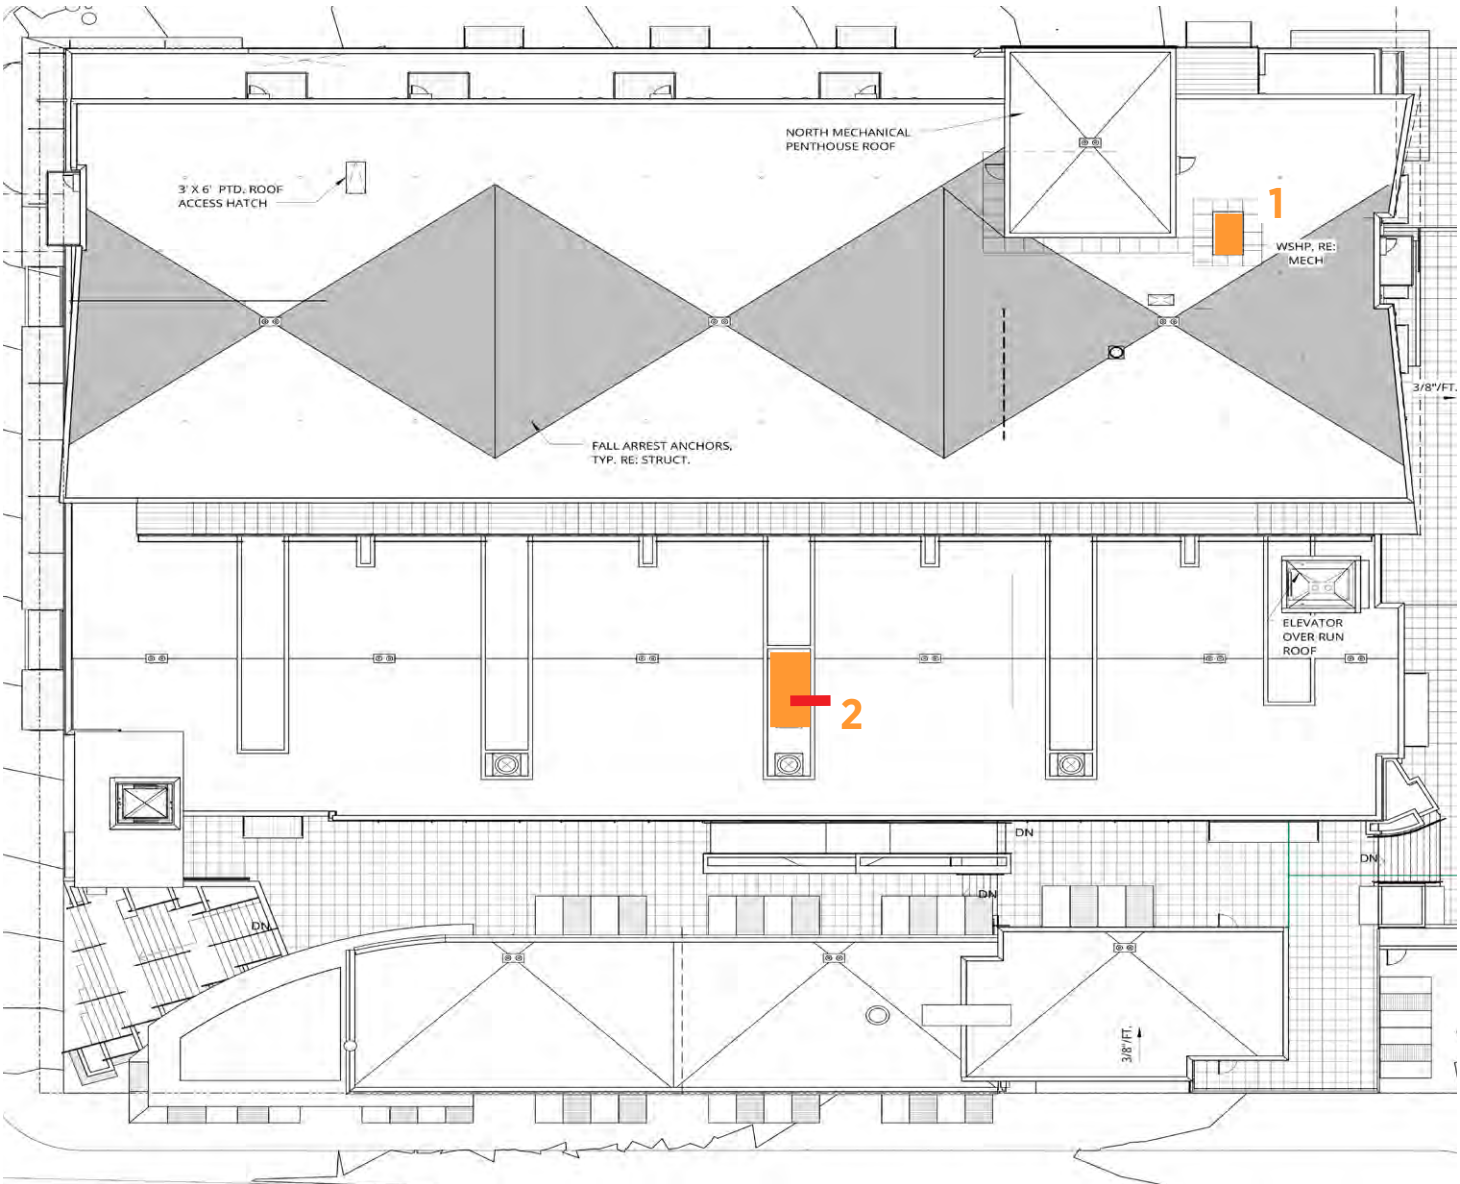 NORTH MECHANICAL
PENTHOUSE ROOF
3' X 6' PTD. ROOF
ACCESS HATCH
1
WSHP, RE:
MECH
3/8"/FT.
FALL ARREST ANCHORS,
TYP. RE: STRUCT.
ELEVATOR
OVER RUN
ROOF
2
DN
DN
DN
DN
3/8"/FT.